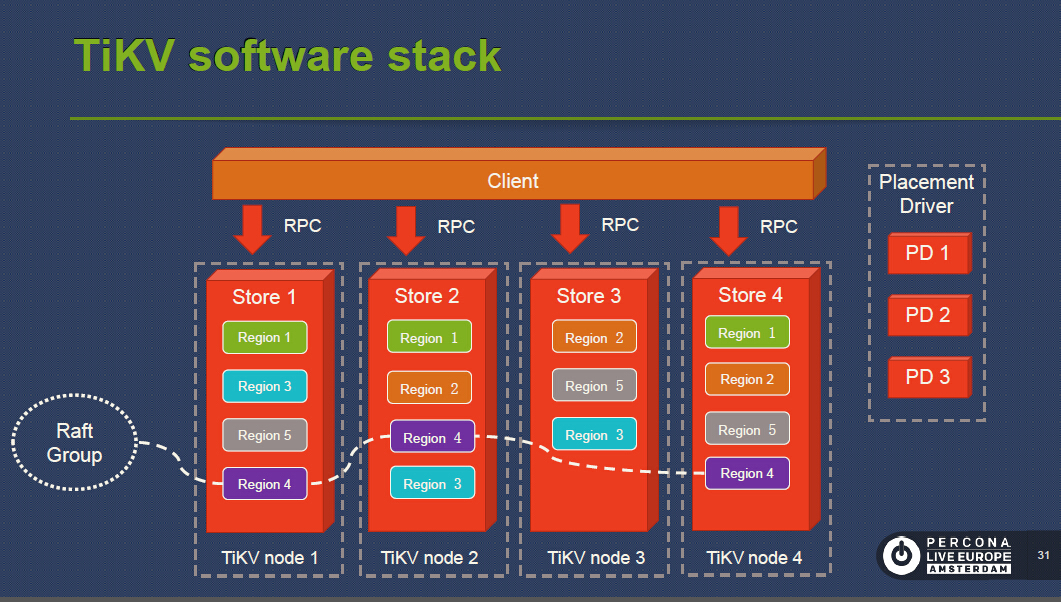 TiKV software stack
Client
RPC
RPC
RPC
RPC
Placement
Driver
PD 1
PD 2
PD 3
Store 1
Region 1
Region 3
Region 5
Region 4
TiKV node 1
Store 2
Region 1
Region 2
Region 4
Region 3
TiKV node 2
Store 3
Region 2
Region 5
Region 3
TiKV node 3
Store 4
Region 1
Region 2
Region 5
Region 4
TiKV node 4
Raft
Group
PERCONA
LIVE EUROPE
AMSTERDAM
31